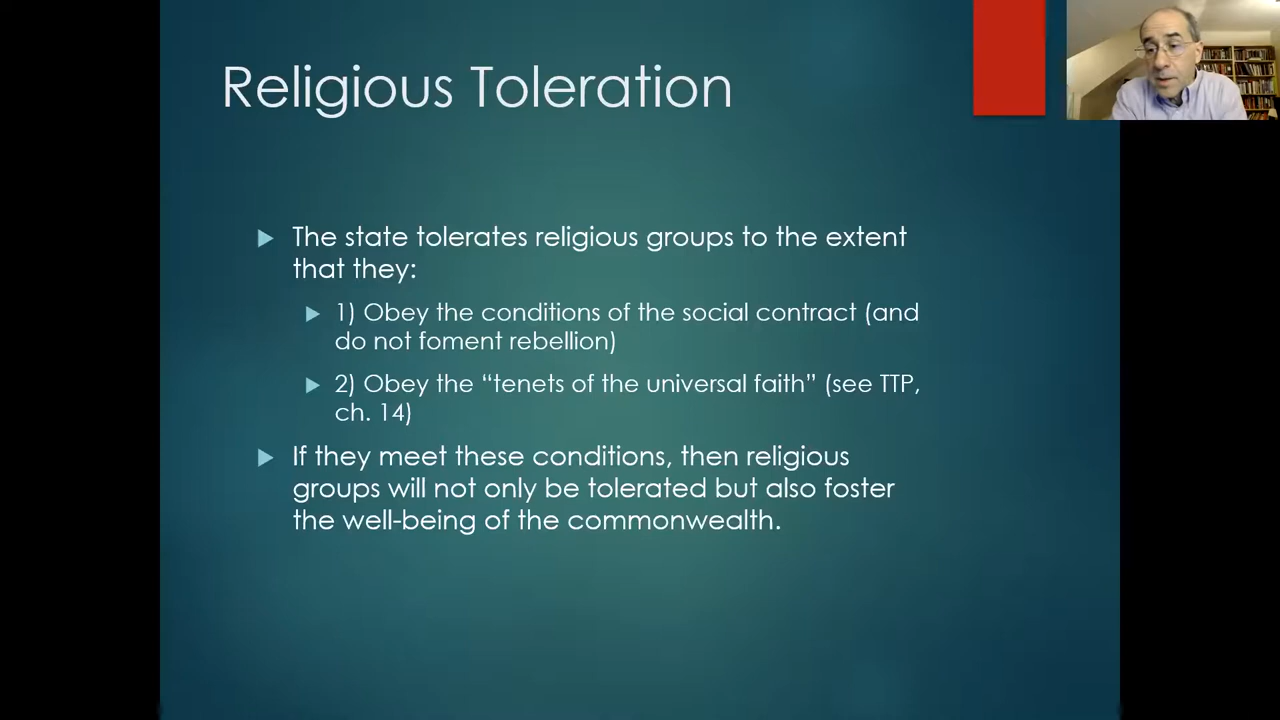 Religious Toleration
The state tolerates religious groups to the extent
that they:
1) Obey the conditions of the social contract (and
do not foment rebellion)
2) Obey the “tenets of the universal faith” (see TTP,
ch. 14)
If they meet these conditions, then religious
groups will not only be tolerated but also foster
the well-being of the commonwealth.